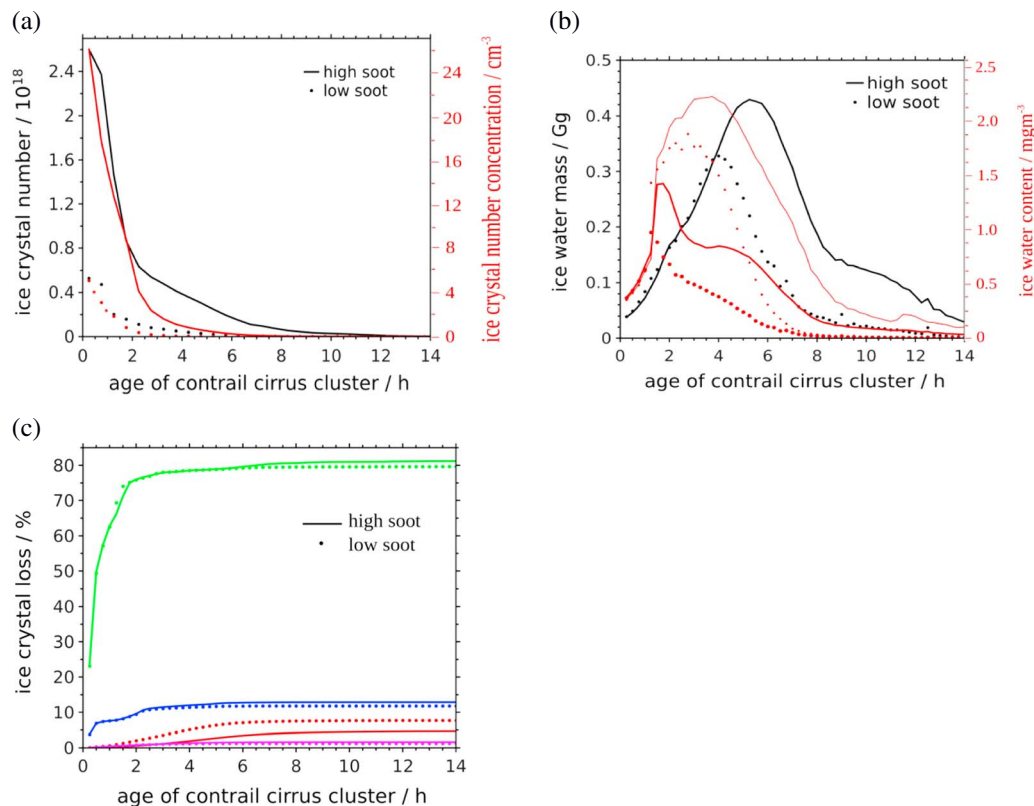 (a)
ice crystal number / 10^18
2.4
2
1.6
1.2
0.8
0.4
0
high soot
low soot
24
20
16
12
8
4
0
ice crystal number concentration / cm^-3
0 2 4 6 8 10 12 14
age of contrail cirrus cluster / h
(b)
ice water mass / Gg
0.5
0.4
0.3
0.2
0.1
0
high soot
low soot
2.5
2.0
1.5
1.0
0.5
0.0
ice water content / mgm^-3
0 2 4 6 8 10 12 14
age of contrail cirrus cluster / h
(c)
ice crystal loss / %
80
70
60
50
40
30
20
10
0
high soot
low soot
0 2 4 6 8 10 12 14
age of contrail cirrus cluster / h